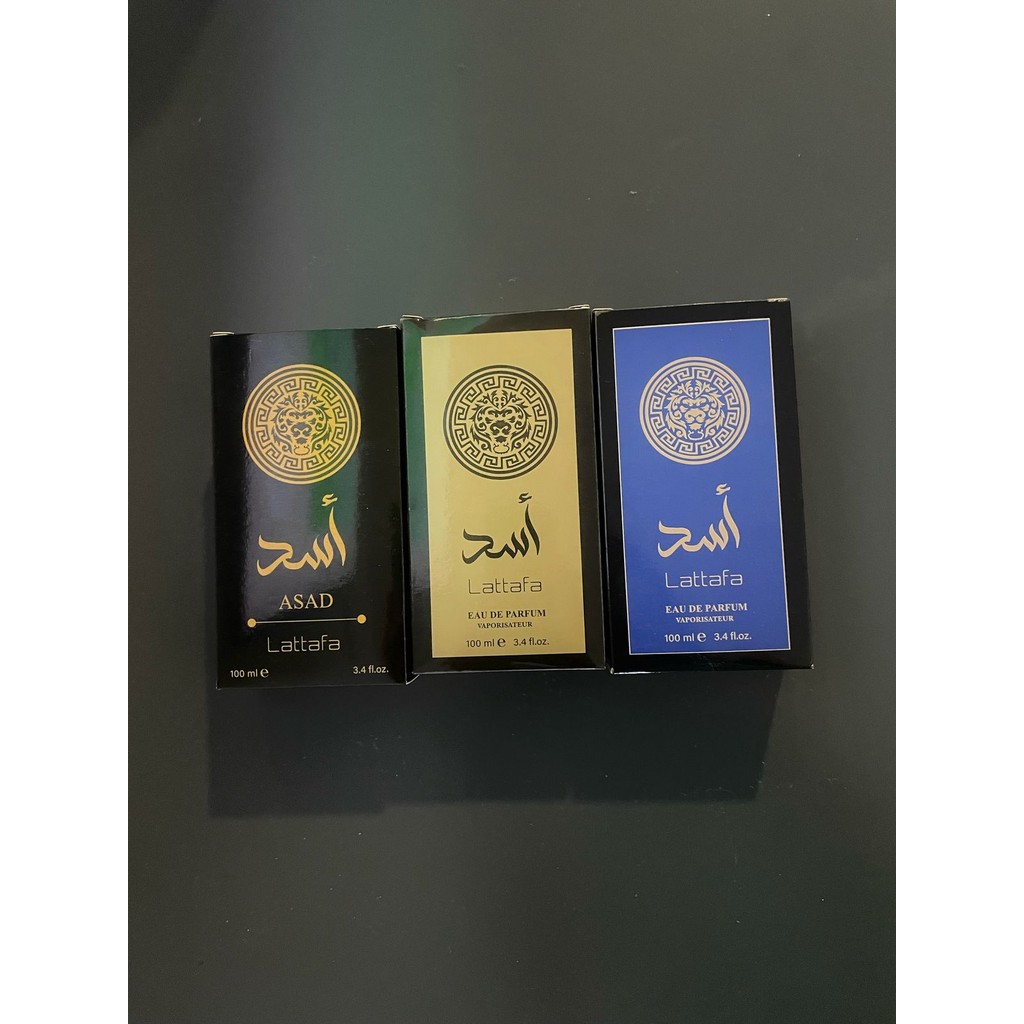 أسد
ASAD
Lattafa
100 ml ℮ 3.4 fl.oz.
أسد
Lattafa
EAU DE PARFUM
VAPORISATEUR
100 ml ℮ 3.4 fl.oz.
أسد
Lattafa
EAU DE PARFUM
VAPORISATEUR
100 ml ℮ 3.4 fl.oz.